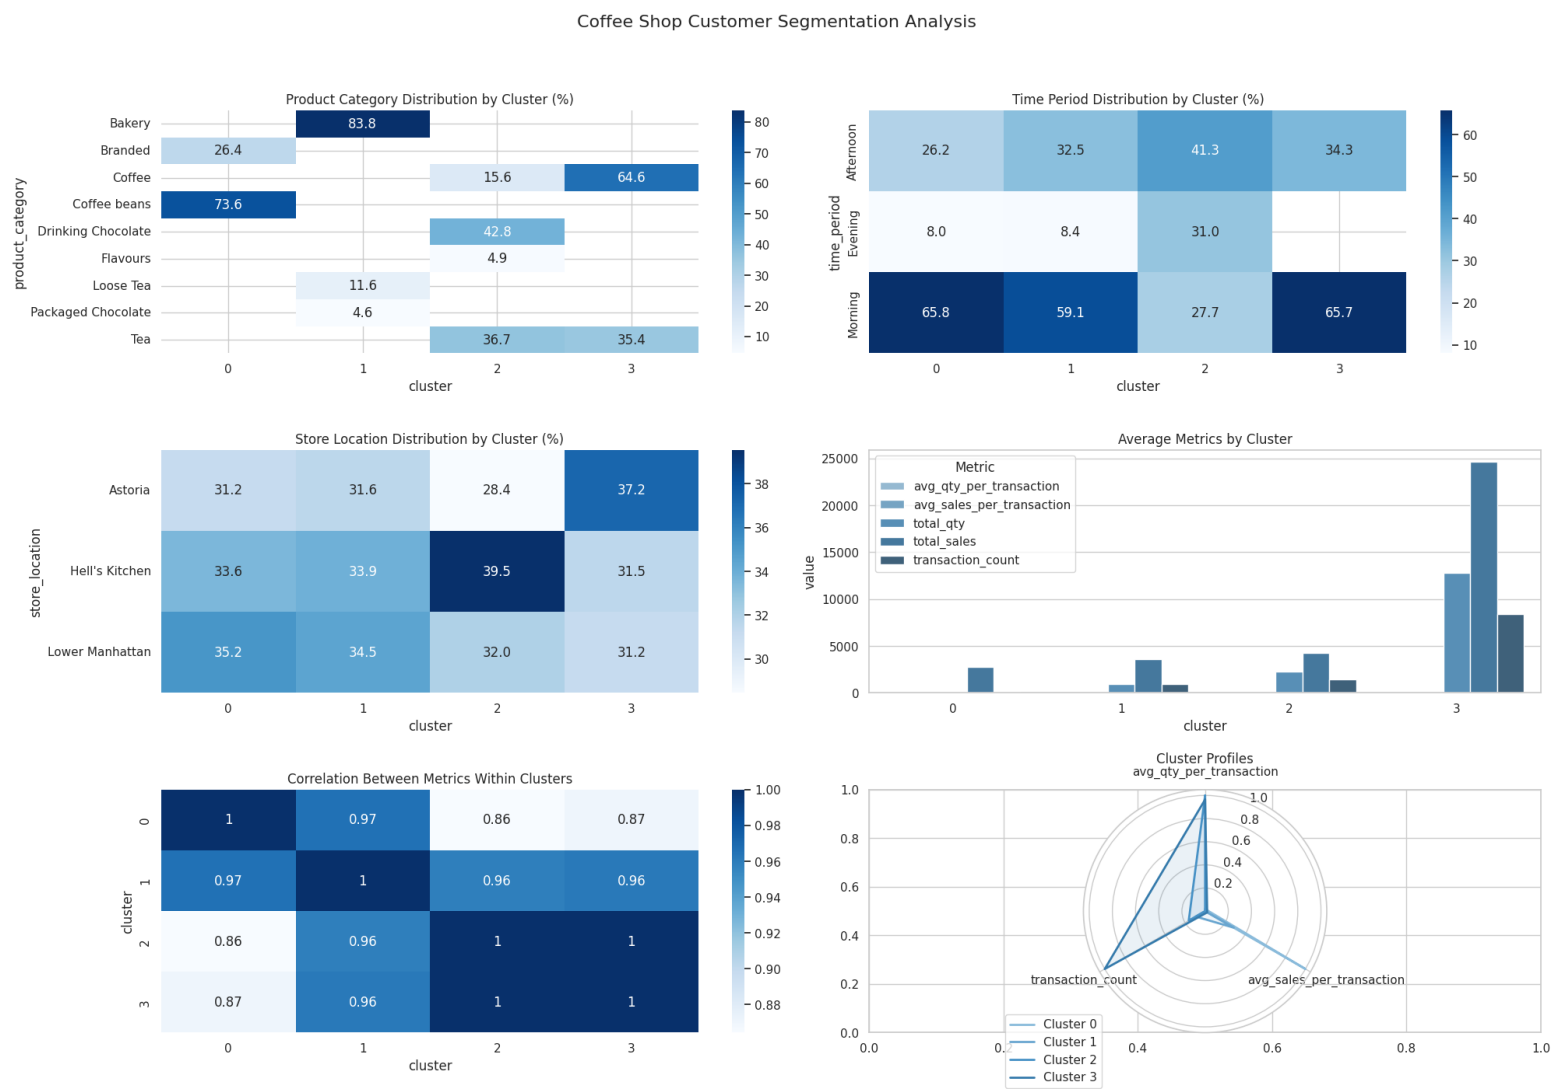 Coffee Shop Customer Segmentation Analysis
Product Category Distribution by Cluster (%)
product_category
Bakery 83.8
Branded 26.4
Coffee 15.6 64.6
Coffee beans 73.6
Drinking Chocolate 42.8
Flavours 4.9
Loose Tea 11.6
Packaged Chocolate 4.6
Tea 36.7 35.4
0 1 2 3
cluster
80
70
60
50
40
30
20
10
Time Period Distribution by Cluster (%)
time_period
Afternoon 26.2 32.5 41.3 34.3
Evening 8.0 8.4 31.0
Morning 65.8 59.1 27.7 65.7
0 1 2 3
cluster
60
50
40
30
20
10
Store Location Distribution by Cluster (%)
store_location
Astoria 31.2 31.6 28.4 37.2
Hell's Kitchen 33.6 33.9 39.5 31.5
Lower Manhattan 35.2 34.5 32.0 31.2
0 1 2 3
cluster
38
36
34
32
30
Average Metrics by Cluster
value
25000
20000
15000
10000
5000
0
Metric
avg_qty_per_transaction
avg_sales_per_transaction
total_qty
total_sales
transaction_count
0 1 2 3
cluster
Correlation Between Metrics Within Clusters
cluster
0 1 0.97 0.86 0.87
1 0.97 1 0.96 0.96
2 0.86 0.96 1 1
3 0.87 0.96 1 1
0 1 2 3
cluster
1.00
0.98
0.96
0.94
0.92
0.90
0.88
Cluster Profiles
avg_qty_per_transaction
1.0
0.8
0.6
0.4
0.2
transaction_count
avg_sales_per_transaction
1.0
0.8
0.6
0.4
0.2
0.0
0.0 0.2 0.4 0.6 0.8 1.0
Cluster 0
Cluster 1
Cluster 2
Cluster 3